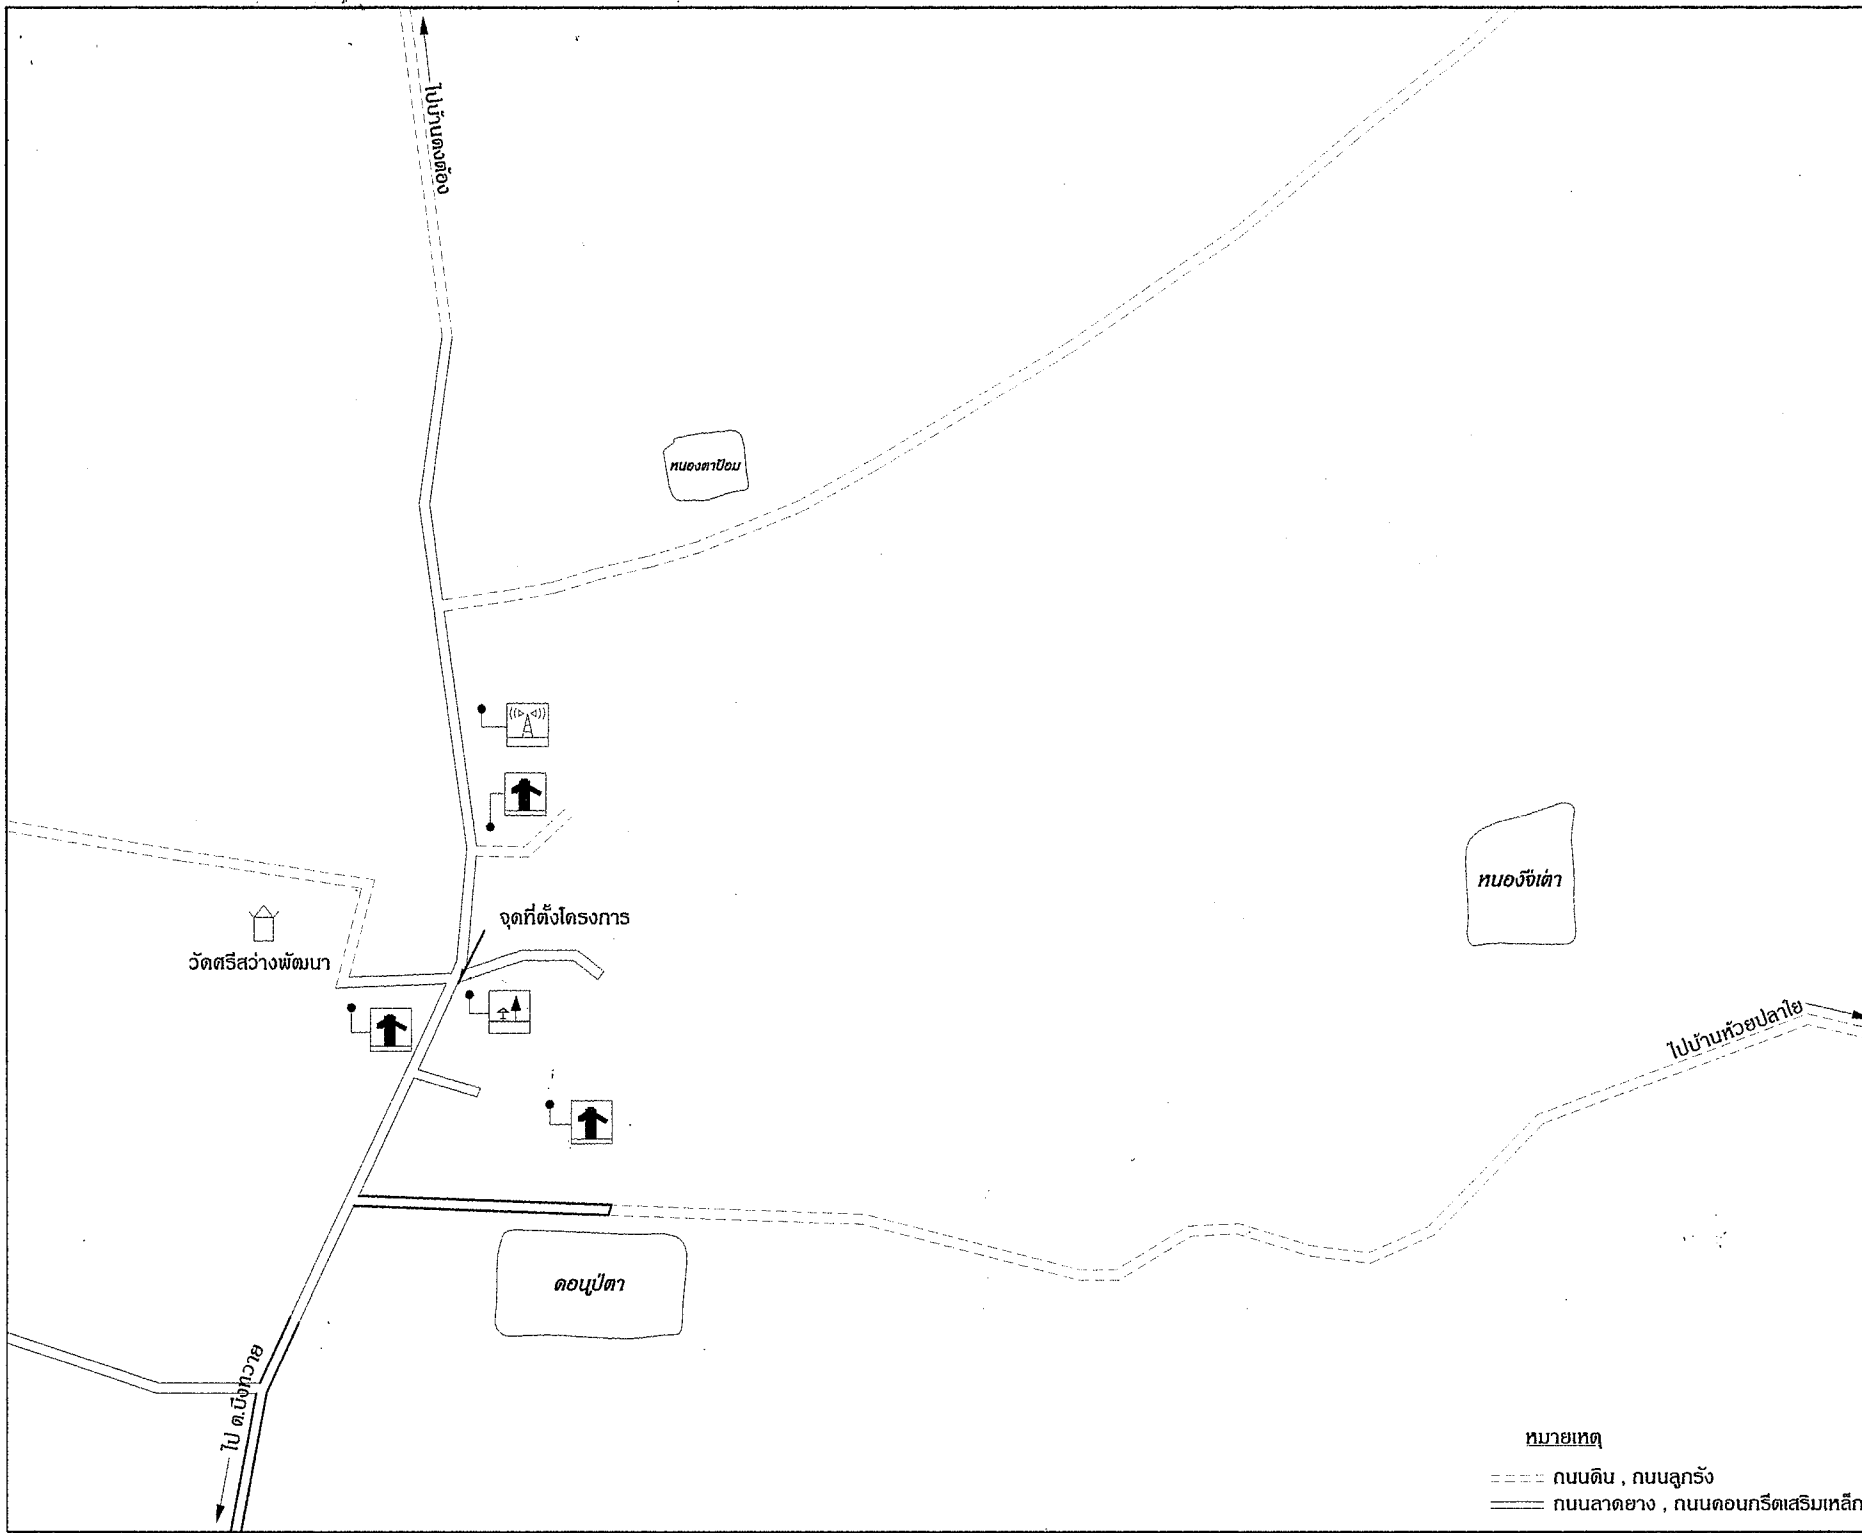 ไปบ้านดงต้อง
หนองตาป้อม
จุดที่ตั้งโครงการ
วัดศรีสว่างพัฒนา
หนองจีเต่า
ไปบ้านห้วยปลาใย
ดอนปู่ตา
ไป ต.บึงทวาย
หมายเหตุ
ถนนดิน , ถนนลูกรัง
ถนนลาดยาง , ถนนคอนกรีตเสริมเหล็ก